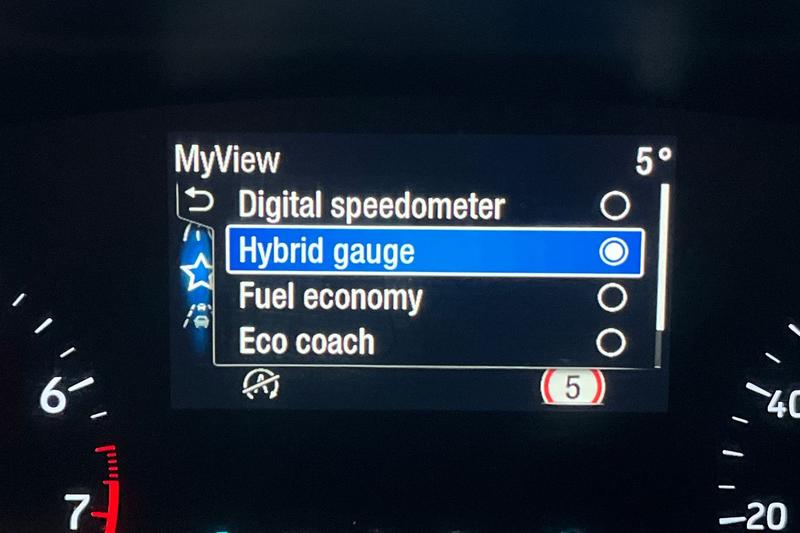 MyView 5°
Digital speedometer
Hybrid gauge
Fuel economy
Eco coach
A 5
6
7
40
20